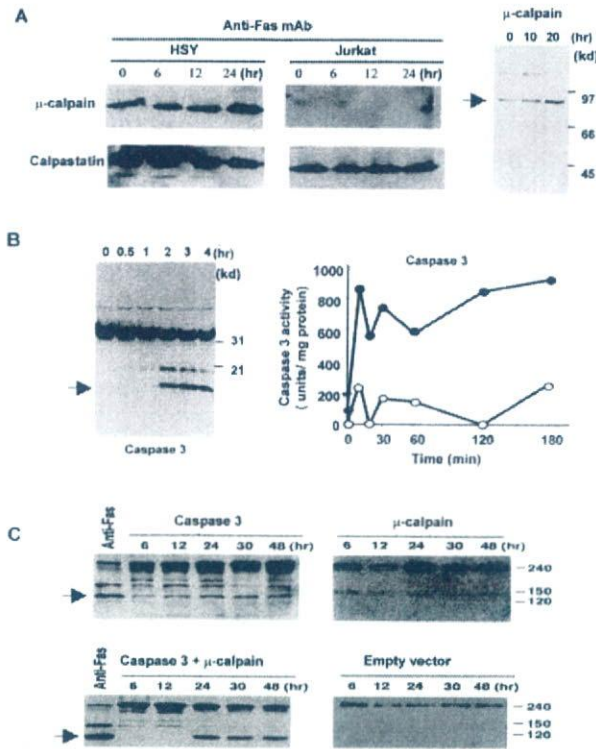 A
Anti-Fas mAb
HSY
Jurkat
0 6 12 24 (hr)
0 6 12 24 (hr)
μ-calpain
Calpastatin
μ-calpain
0 10 20 (hr)
(kd)
97
66
45
B
0 0.5 1 2 3 4 (hr)
(kd)
31
21
Caspase 3
Caspase 3
Caspase 3 activity
( units/ mg protein)
1000
800
600
400
200
0
0 30 60 120 180
Time (min)
C
Anti-Fas
Caspase 3
6 12 24 30 48 (hr)
μ-calpain
6 12 24 30 48 (hr)
240
150
120
Anti-Fas
Caspase 3 + μ-calpain
6 12 24 30 48 (hr)
Empty vector
6 12 24 30 48 (hr)
240
150
120